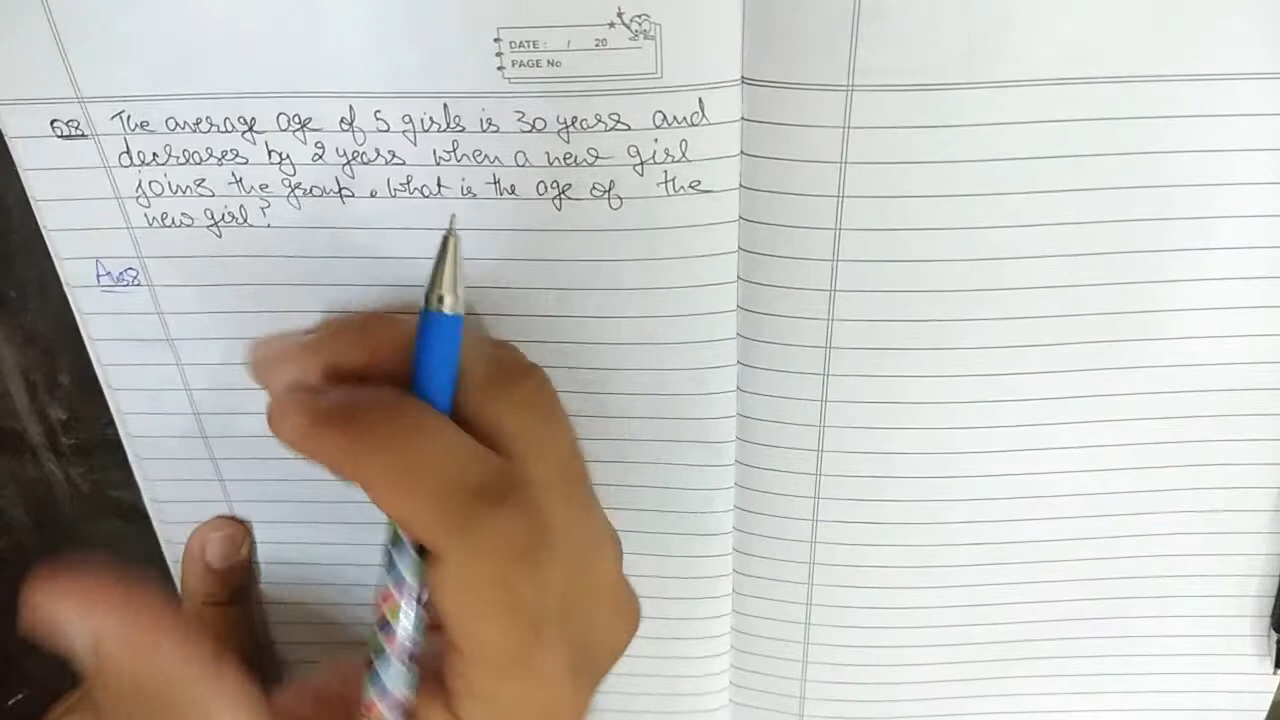 DATE : / 20
PAGE No
Q8 The average age of 5 girls is 30 years and
decreases by 2 years when a new girl
joins the group. What is the age of the
new girl?
Ans8